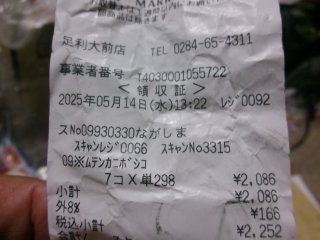 足利大前店 TEL 0284-65-4311
事業者番号 T4030001055722
＜領収証＞
2025年05月14日(水)13:22 レジ0092
スNo09930330ながしま
スキャンレジ0066 スキャンNo3315
09※ムテンカニボシコ
7コ X単298 ¥2,086
小計 ¥2,086
外8% ¥166
税込小計 ¥2,252